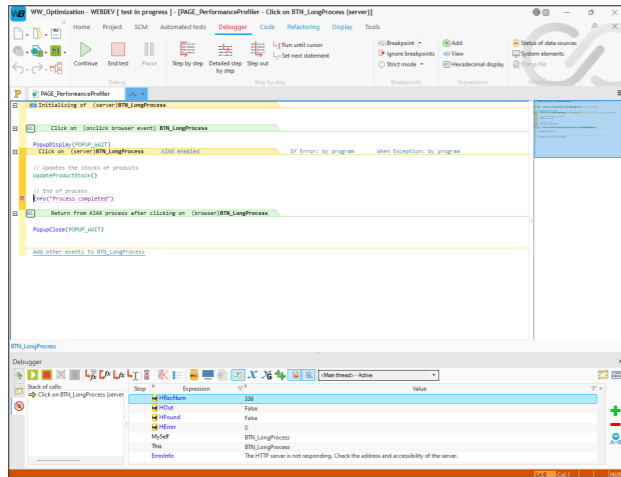 WW_Optimization - WEBDEV [ test in progress ] - [PAGE_PerformanceProfiler - Click on BTN_LongProcess (server)]
Home Project SCM Automated tests Debugger Code Refactoring Display Tools
Continue End test Pause
Step by step Detailed step by step Step out
Run until cursor
Set next statement
Breakpoint
Ignore breakpoints
Strict mode
Add
View
Hexadecimal display
Status of data sources
System elements
Dump file
Debug Step by step Breakpoints Expressions
PAGE_PerformanceProfiler
Initializing of (server)BTN_LongProcess
Click on (onclick browser event) BTN_LongProcess
PopupDisplay(POPUP_WAIT)
Click on (server)BTN_LongProcess AJAX enabled IF Error: by program When Exception: by program
// Updates the stocks of products
UpdateProductStock()
// End of process
Info("Process completed")
Return from AJAX process after clicking on (browser)BTN_LongProcess
PopupClose(POPUP_WAIT)
Add other events to BTN_LongProcess
BTN_LongProcess
Debugger
<Main thread> - Active
Stack of calls:
Click on BTN_LongProcess (server
Stop Expression Value
HRecNum 336
HOut False
HFound False
HError 0
MySelf BTN_LongProcess
This BTN_LongProcess
ErrorInfo The HTTP server is not responding. Check the address and accessibility of the server.
A=B
Ln 8 Col 1 NUM